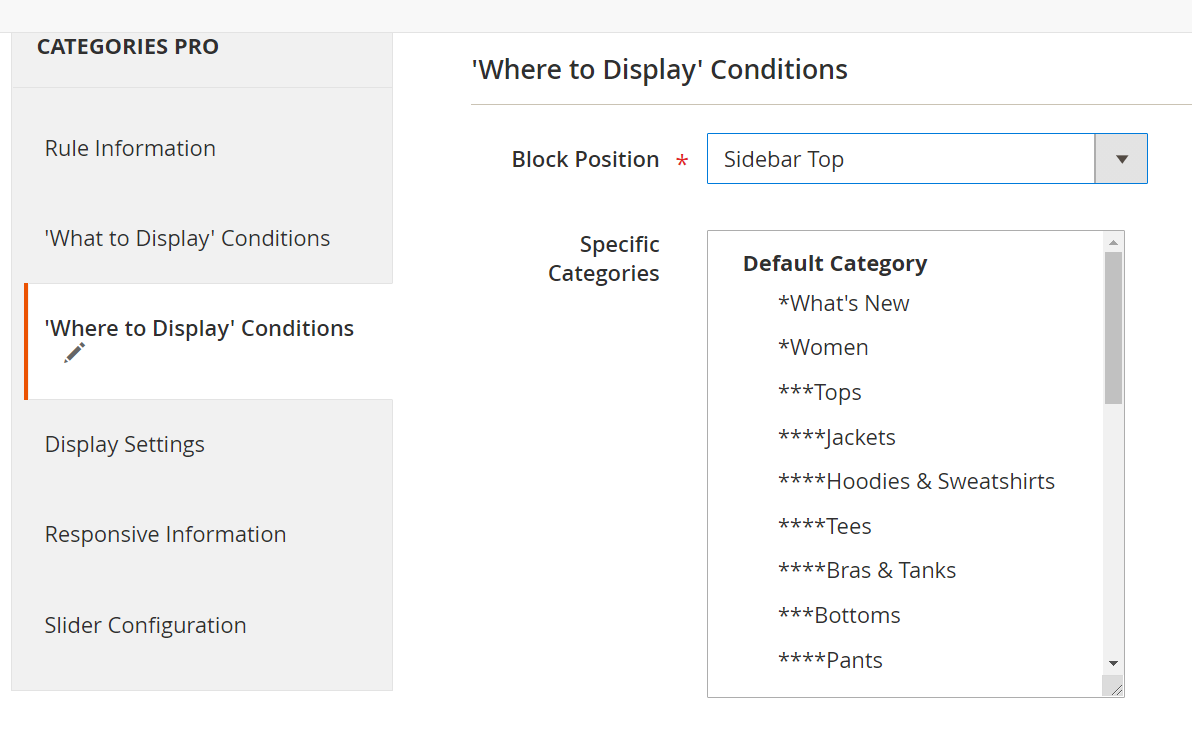 CATEGORIES PRO
Rule Information
'What to Display' Conditions
'Where to Display' Conditions
Display Settings
Responsive Information
Slider Configuration
'Where to Display' Conditions
Block Position *
Sidebar Top
Specific
Categories
Default Category
*What's New
*Women
***Tops
****Jackets
****Hoodies & Sweatshirts
****Tees
****Bras & Tanks
***Bottoms
****Pants